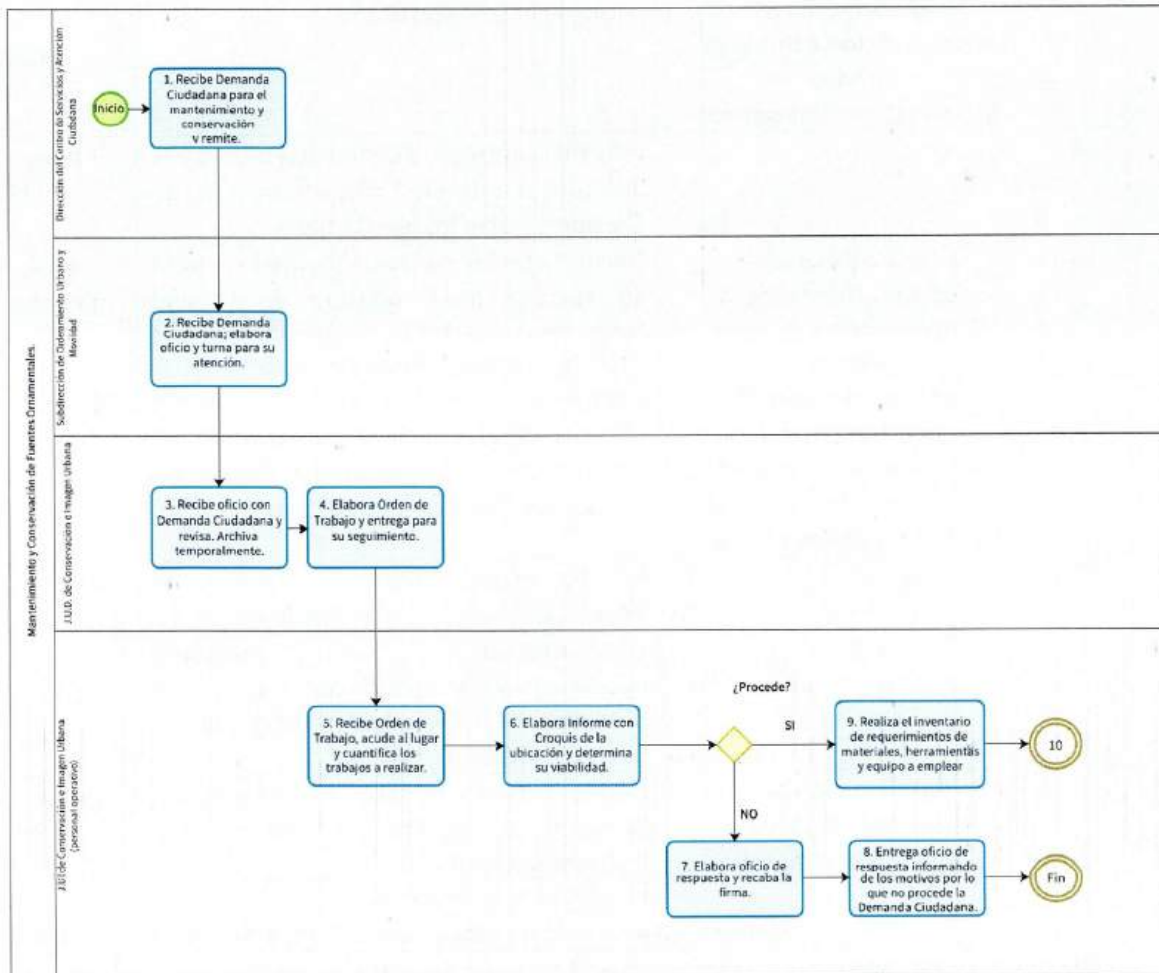 Mantenimiento y Conservación de Fuentes Ornamentales.
Dirección del Centro de Servicios y Atención
Ciudadana
Inicio
1. Recibe Demanda
Ciudadana para el
mantenimiento y
conservación
y remite.
Subdirección de Ordenamiento Urbano y
Movilidad
2. Recibe Demanda
Ciudadana; elabora
oficio y turna para su
atención.
J.U.D. de Conservación e Imagen Urbana
3. Recibe oficio con
Demanda Ciudadana y
revisa. Archiva
temporalmente.
4. Elabora Orden de
Trabajo y entrega para
su seguimiento.
de Conservación e Imagen Urbana
(personal operativo)
5. Recibe Orden de
Trabajo, acude al lugar
y cuantifica los
trabajos a realizar.
6. Elabora Informe con
Croquis de la
ubicación y determina
su viabilidad.
¿Procede?
SI
9. Realiza el inventario
de requerimientos de
materiales, herramientas
y equipo a emplear
10
NO
7. Elabora oficio de
respuesta y recaba la
firma.
8. Entrega oficio de
respuesta informando
de los motivos por lo
que no procede la
Demanda Ciudadana.
Fin